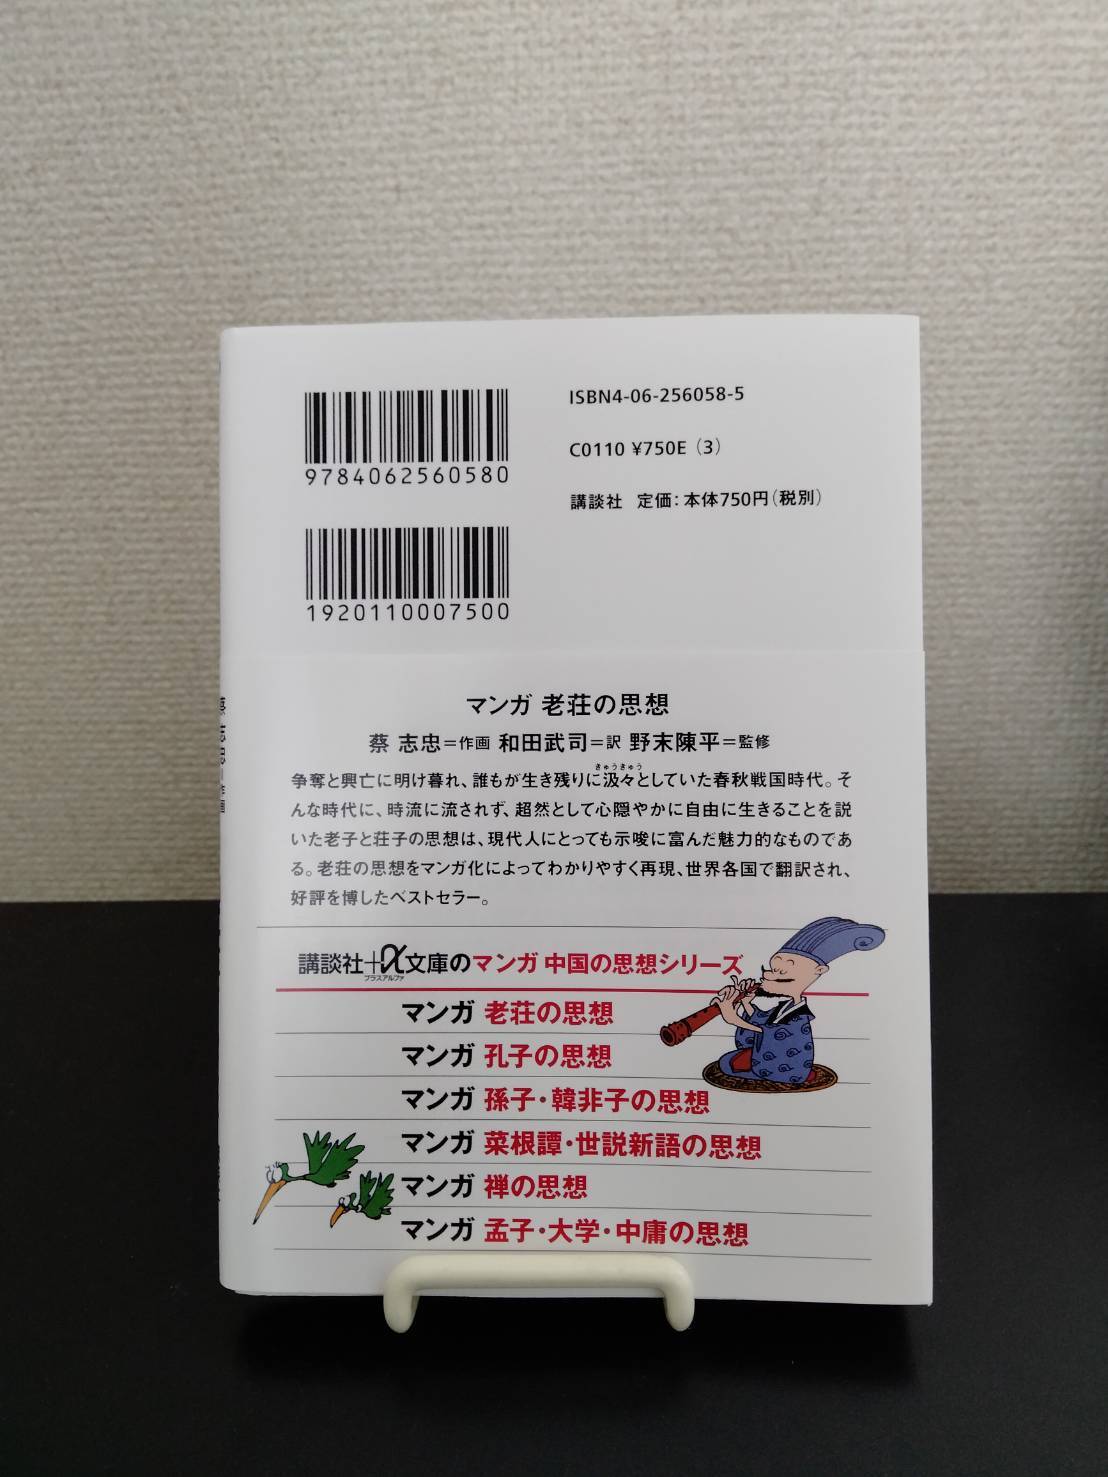 9784062560580
1920110007500
ISBN4-06-256058-5
C0110 ¥750E (3)
講談社 定価：本体750円(税別)
マンガ 老荘の思想
蔡 志忠＝作画 和田武司＝訳 野末陳平＝監修
きゅうきゅう
争奪と興亡に明け暮れ、誰もが生き残りに汲々としていた春秋戦国時代。そ
んな時代に、時流に流されず、超然として心隠やかに自由に生きることを説
いた老子と荘子の思想は、現代人にとっても示唆に富んだ魅力的なものであ
る。老荘の思想をマンガ化によってわかりやすく再現、世界各国で翻訳され、
好評を博したベストセラー。
講談社+α文庫のマンガ 中国の思想シリーズ
プラスアルファ
マンガ 老荘の思想
マンガ 孔子の思想
マンガ 孫子・韓非子の思想
マンガ 菜根譚・世説新語の思想
マンガ 禅の思想
マンガ 孟子・大学・中庸の思想